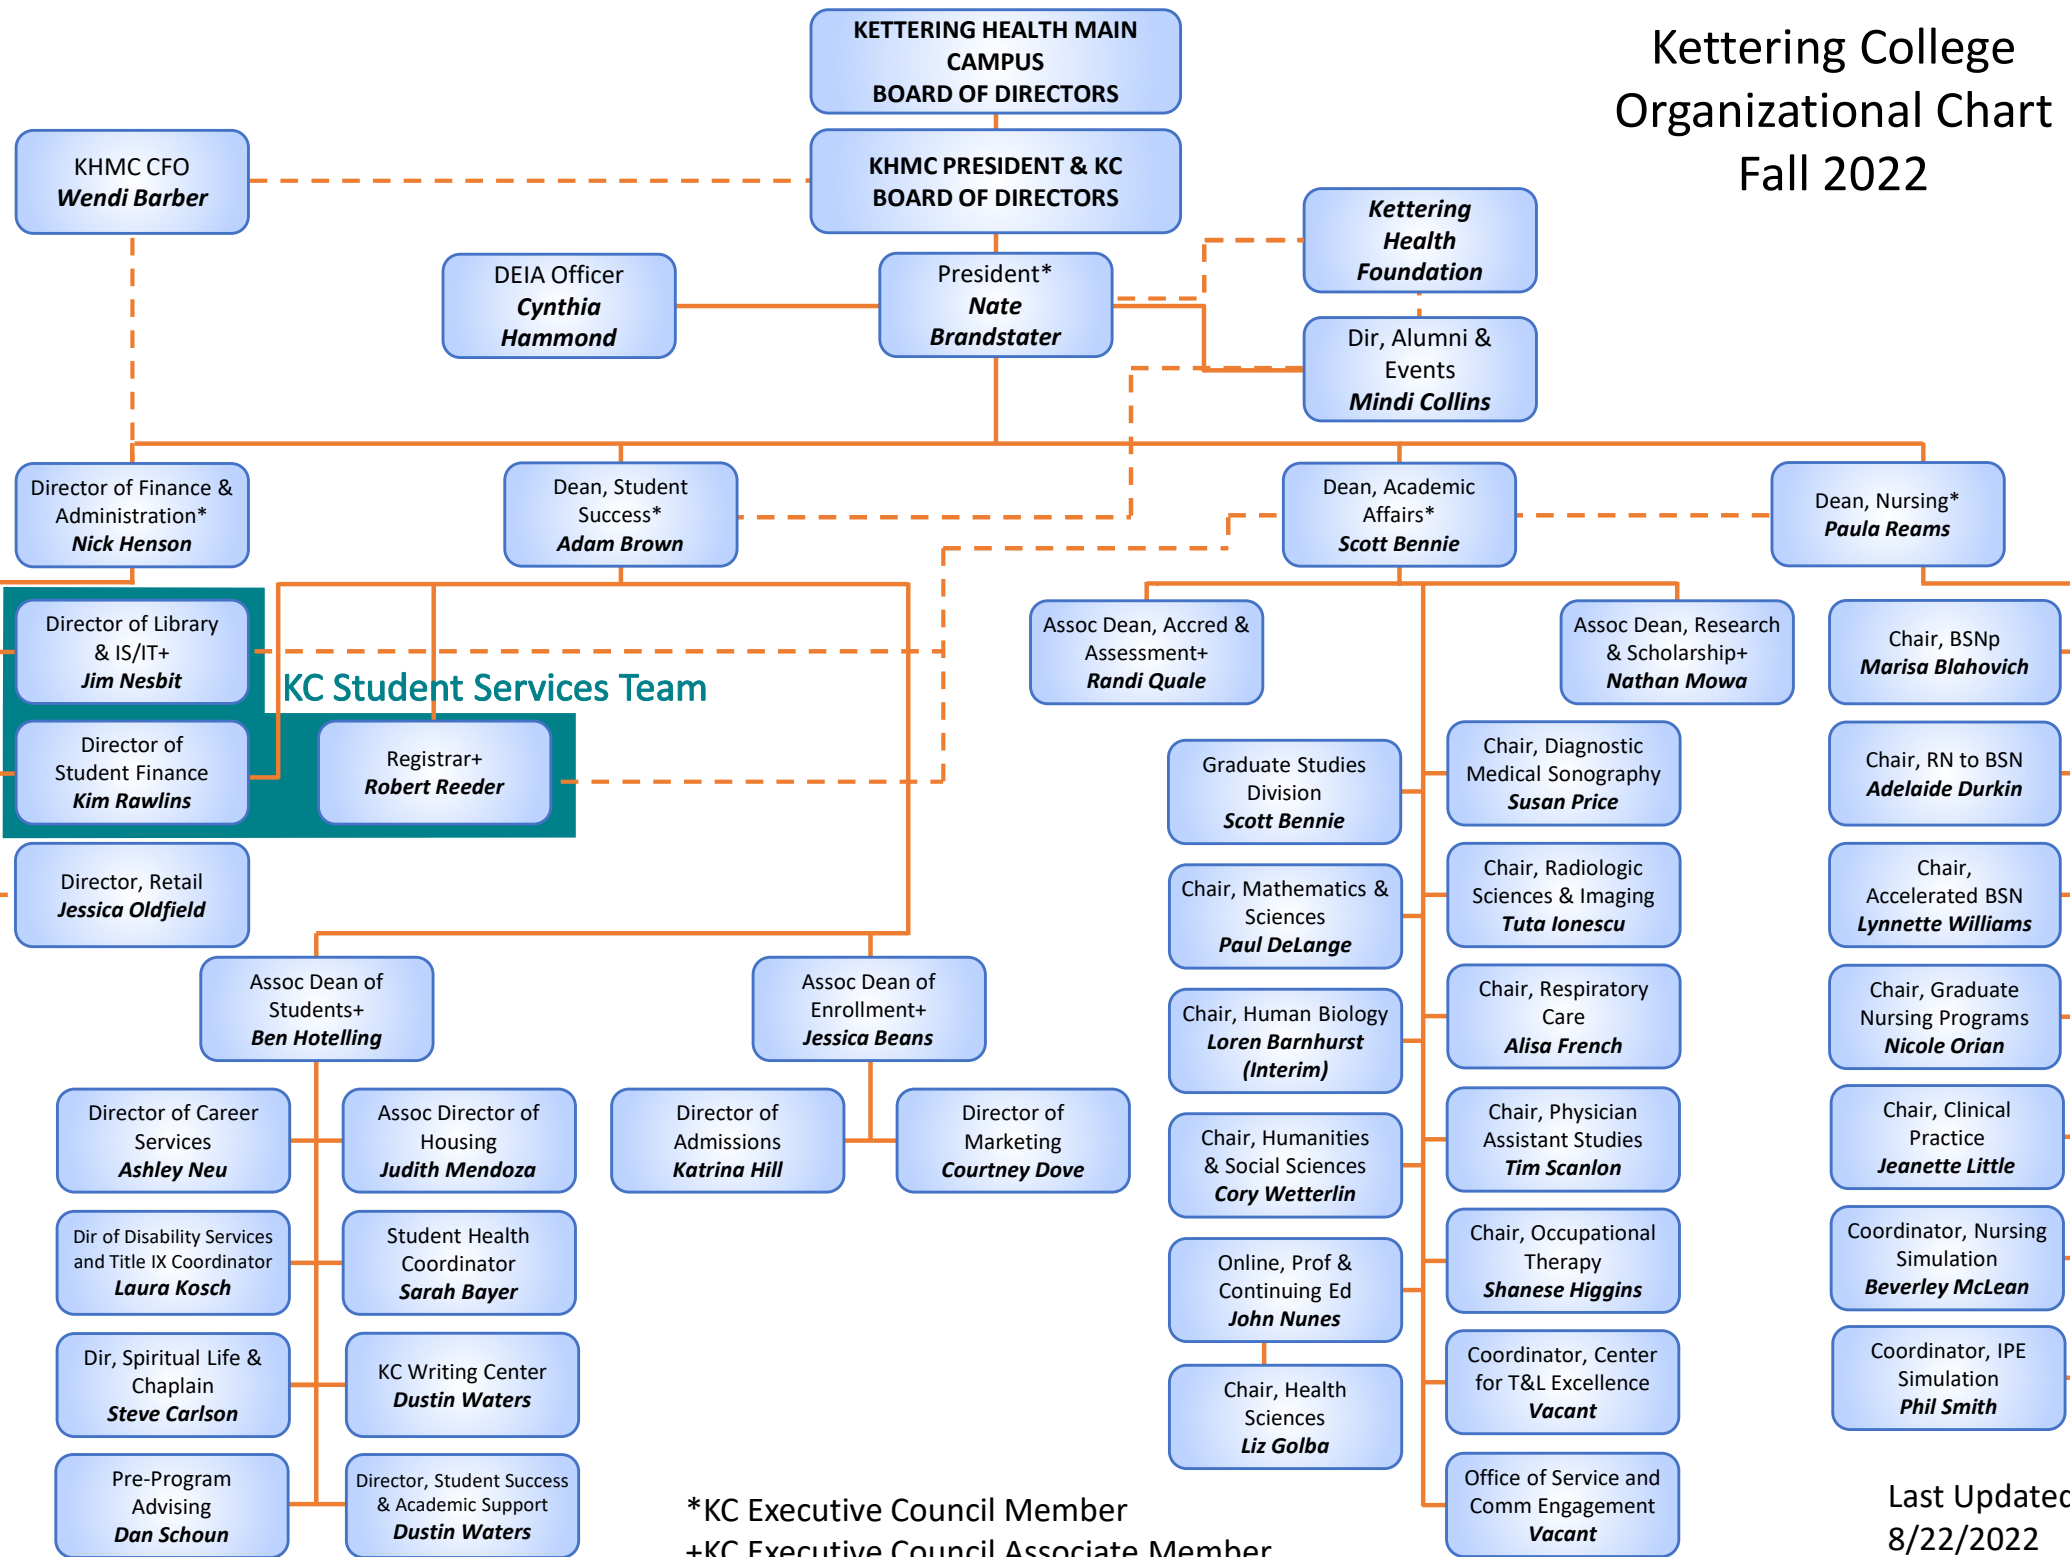 KETTERING HEALTH MAIN
CAMPUS
BOARD OF DIRECTORS
Kettering College
Organizational Chart
Fall 2022
KHMC CFO
Wendi Barber
KHMC PRESIDENT & KC
BOARD OF DIRECTORS
Kettering
Health
Foundation
DEIA Officer
Cynthia
Hammond
President*
Nate
Brandstater
Dir, Alumni &
Events
Mindi Collins
Director of Finance &
Administration*
Nick Henson
Dean, Student
Success*
Adam Brown
Dean, Academic
Affairs*
Scott Bennie
Dean, Nursing*
Paula Reams
Director of Library
& IS/IT+
Jim Nesbit
KC Student Services Team
Director of
Student Finance
Kim Rawlins
Registrar+
Robert Reeder
Director, Retail
Jessica Oldfield
Assoc Dean of
Students+
Ben Hotelling
Assoc Dean of
Enrollment+
Jessica Beans
Director of Career
Services
Ashley Neu
Assoc Director of
Housing
Judith Mendoza
Director of
Admissions
Katrina Hill
Director of
Marketing
Courtney Dove
Dir of Disability Services
and Title IX Coordinator
Laura Kosch
Student Health
Coordinator
Sarah Bayer
Dir, Spiritual Life &
Chaplain
Steve Carlson
KC Writing Center
Dustin Waters
Pre-Program
Advising
Dan Schoun
Director, Student Success
& Academic Support
Dustin Waters
Assoc Dean, Accred &
Assessment+
Randi Quale
Assoc Dean, Research
& Scholarship+
Nathan Mowa
Graduate Studies
Division
Scott Bennie
Chair, Diagnostic
Medical Sonography
Susan Price
Chair, Mathematics &
Sciences
Paul DeLange
Chair, Radiologic
Sciences & Imaging
Tuta Ionescu
Chair, Human Biology
Loren Barnhurst
(Interim)
Chair, Respiratory
Care
Alisa French
Chair, Humanities
& Social Sciences
Cory Wetterlin
Chair, Physician
Assistant Studies
Tim Scanlon
Online, Prof &
Continuing Ed
John Nunes
Chair, Occupational
Therapy
Shanese Higgins
Chair, Health
Sciences
Liz Golba
Coordinator, Center
for T&L Excellence
Vacant
Office of Service and
Comm Engagement
Vacant
Chair, BSNp
Marisa Blahovich
Chair, RN to BSN
Adelaide Durkin
Chair,
Accelerated BSN
Lynnette Williams
Chair, Graduate
Nursing Programs
Nicole Orian
Chair, Clinical
Practice
Jeanette Little
Coordinator, Nursing
Simulation
Beverley McLean
Coordinator, IPE
Simulation
Phil Smith
*KC Executive Council Member
+KC Executive Council Associate Member
Last Updated
8/22/2022